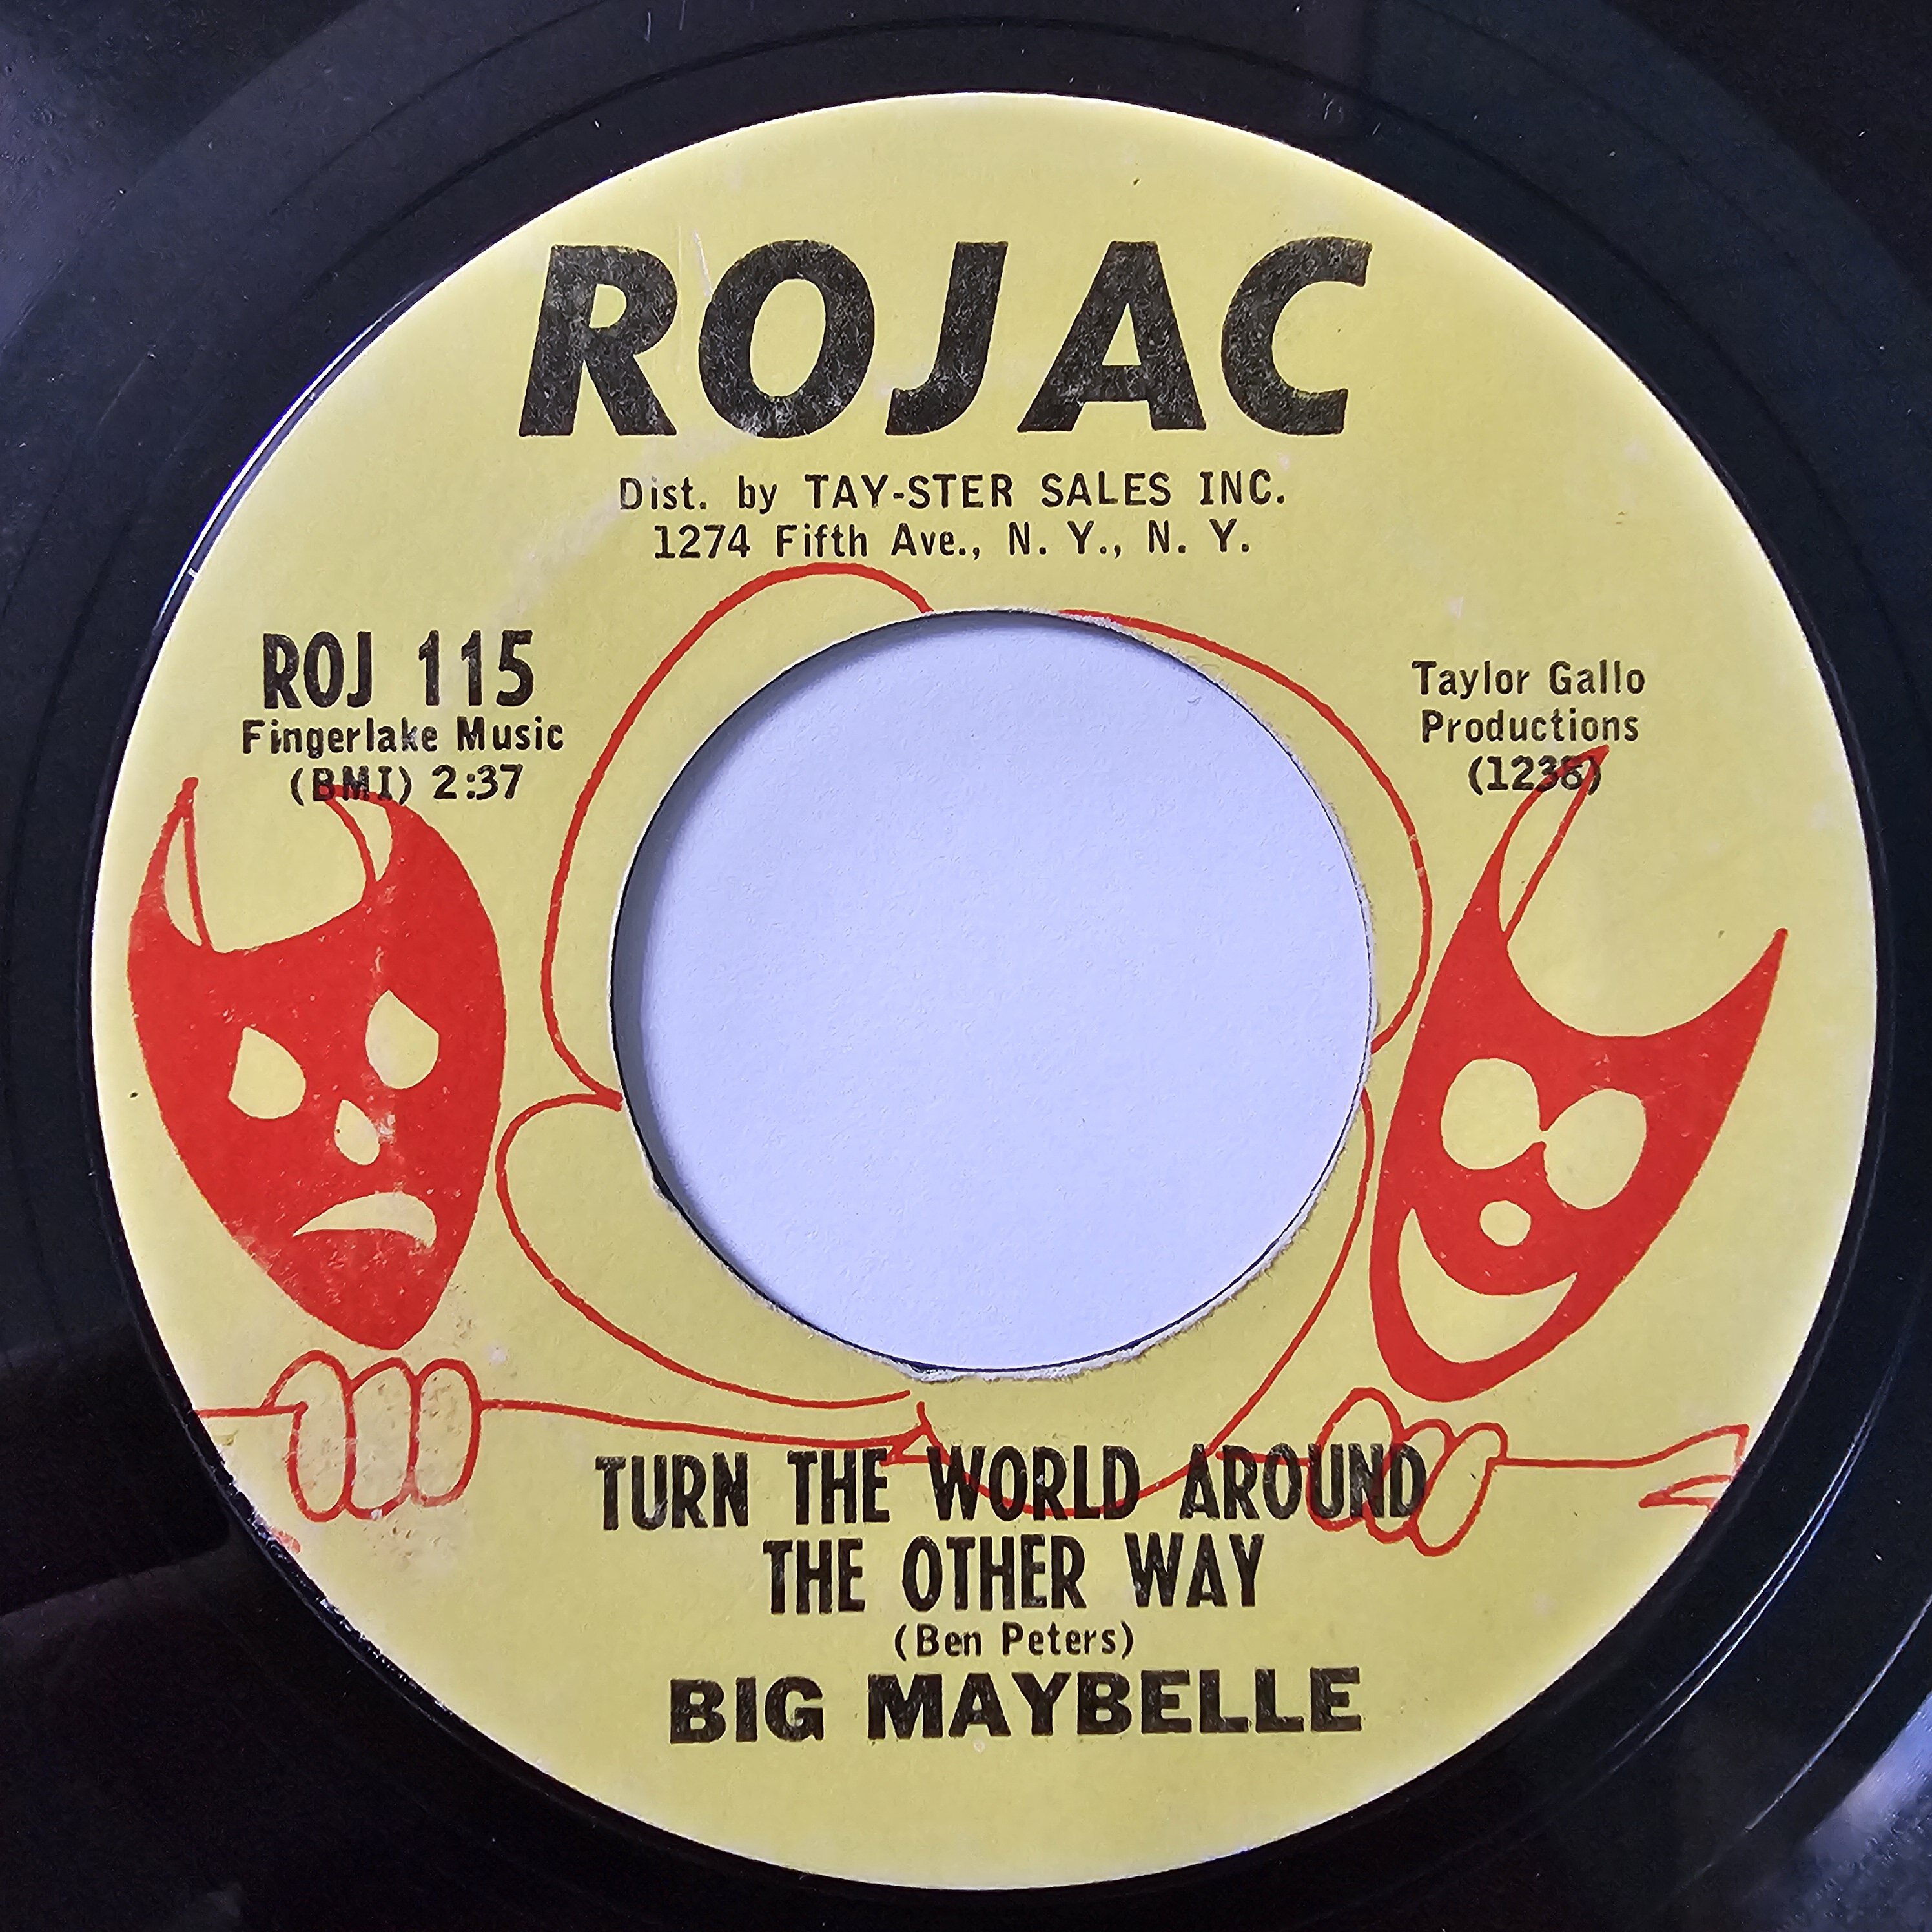 ROJAC
Dist. by TAY-STER SALES INC.
1274 Fifth Ave., N. Y., N. Y.
ROJ 115
Fingerlake Music
(BMI) 2:37
Taylor Gallo
Productions
(1238)
TURN THE WORLD AROUND
THE OTHER WAY
(Ben Peters)
BIG MAYBELLE